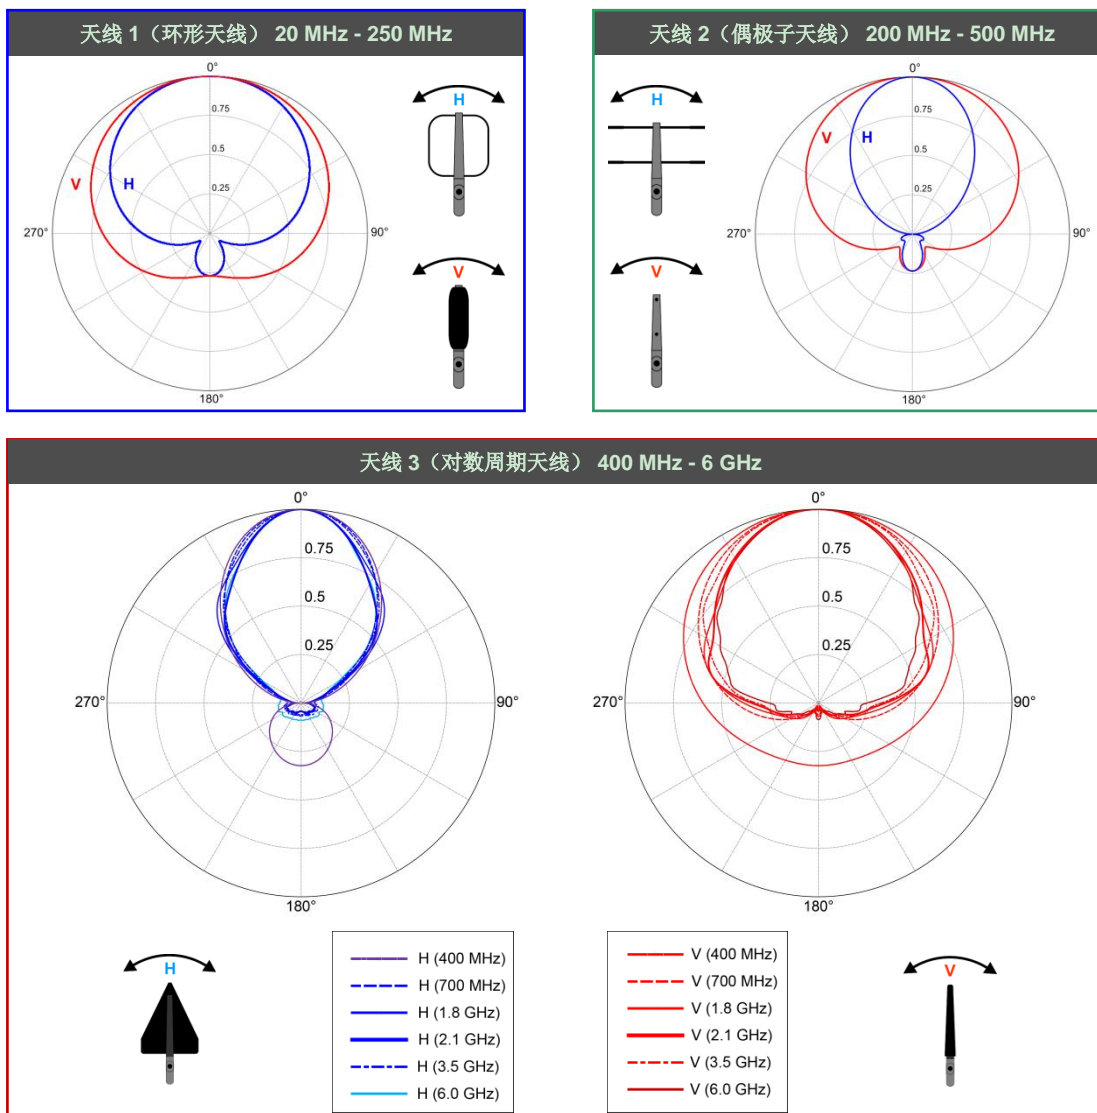 天线 1（环形天线） 20 MHz - 250 MHz
0°
0.75
0.5
0.25
V
H
270°
90°
180°
H
V
天线 2（偶极子天线） 200 MHz - 500 MHz
H
V
0°
0.75
0.5
0.25
V
H
270°
90°
180°
天线 3（对数周期天线） 400 MHz - 6 GHz
0°
0.75
0.5
0.25
270°
90°
180°
0°
0.75
0.5
0.25
270°
90°
180°
H
H (400 MHz)
H (700 MHz)
H (1.8 GHz)
H (2.1 GHz)
H (3.5 GHz)
H (6.0 GHz)
V (400 MHz)
V (700 MHz)
V (1.8 GHz)
V (2.1 GHz)
V (3.5 GHz)
V (6.0 GHz)
V